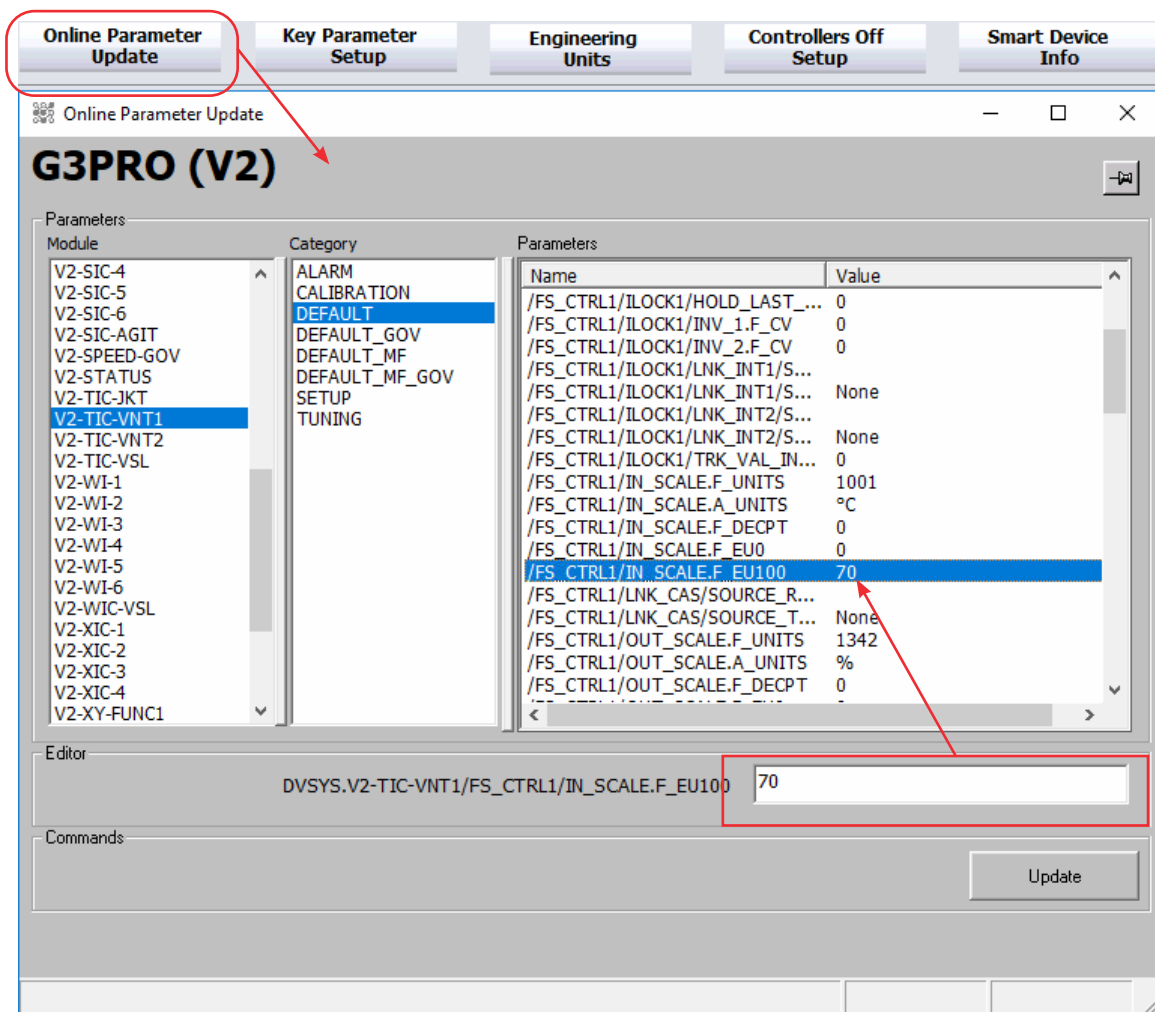 Online Parameter Update
Key Parameter Setup
Engineering Units
Controllers Off Setup
Smart Device Info
Online Parameter Update
G3PRO (V2)
Parameters
Module
V2-SIC-4
V2-SIC-5
V2-SIC-6
V2-SIC-AGIT
V2-SPEED-GOV
V2-STATUS
V2-TIC-JKT
V2-TIC-VNT1
V2-TIC-VNT2
V2-TIC-VSL
V2-WI-1
V2-WI-2
V2-WI-3
V2-WI-4
V2-WI-5
V2-WI-6
V2-WIC-VSL
V2-XIC-1
V2-XIC-2
V2-XIC-3
V2-XIC-4
V2-XY-FUNC1
Category
ALARM
CALIBRATION
DEFAULT
DEFAULT_GOV
DEFAULT_MF
DEFAULT_MF_GOV
SETUP
TUNING
Parameters
Name Value
/FS_CTRL1/ILOCK1/HOLD_LAST_... 0
/FS_CTRL1/ILOCK1/INV_1.F_CV 0
/FS_CTRL1/ILOCK1/INV_2.F_CV 0
/FS_CTRL1/ILOCK1/LNK_INT1/S...
/FS_CTRL1/ILOCK1/LNK_INT1/S... None
/FS_CTRL1/ILOCK1/LNK_INT2/S...
/FS_CTRL1/ILOCK1/LNK_INT2/S... None
/FS_CTRL1/ILOCK1/TRK_VAL_IN... 0
/FS_CTRL1/IN_SCALE.F_UNITS 1001
/FS_CTRL1/IN_SCALE.A_UNITS °C
/FS_CTRL1/IN_SCALE.F_DECPT 0
/FS_CTRL1/IN_SCALE.F_EU0 0
/FS_CTRL1/IN_SCALE.F_EU100 70
/FS_CTRL1/LNK_CAS/SOURCE_R...
/FS_CTRL1/LNK_CAS/SOURCE_T... None
/FS_CTRL1/OUT_SCALE.F_UNITS 1342
/FS_CTRL1/OUT_SCALE.A_UNITS %
/FS_CTRL1/OUT_SCALE.F_DECPT 0
Editor
DVSYS.V2-TIC-VNT1/FS_CTRL1/IN_SCALE.F_EU100 70
Commands
Update